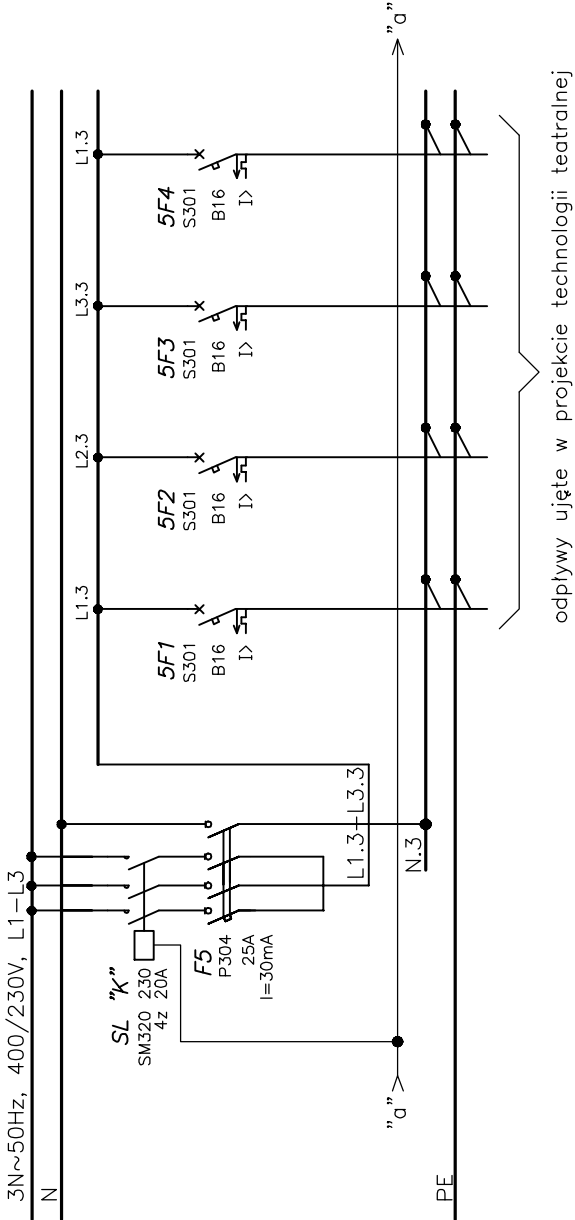 3N~50Hz, 400/230V, L1-L3
N
SL "K"
SM320 230
4z 20A
F5
P304
25A
I=30mA
L1.3-L3.3
N.3
PE
"a"
L1.3
5F1
S301
B16
I>
L2.3
5F2
S301
B16
I>
L3.3
5F3
S301
B16
I>
L1.3
5F4
S301
B16
I>
"a"
odpływy ujęte w projekcie technologii teatralnej